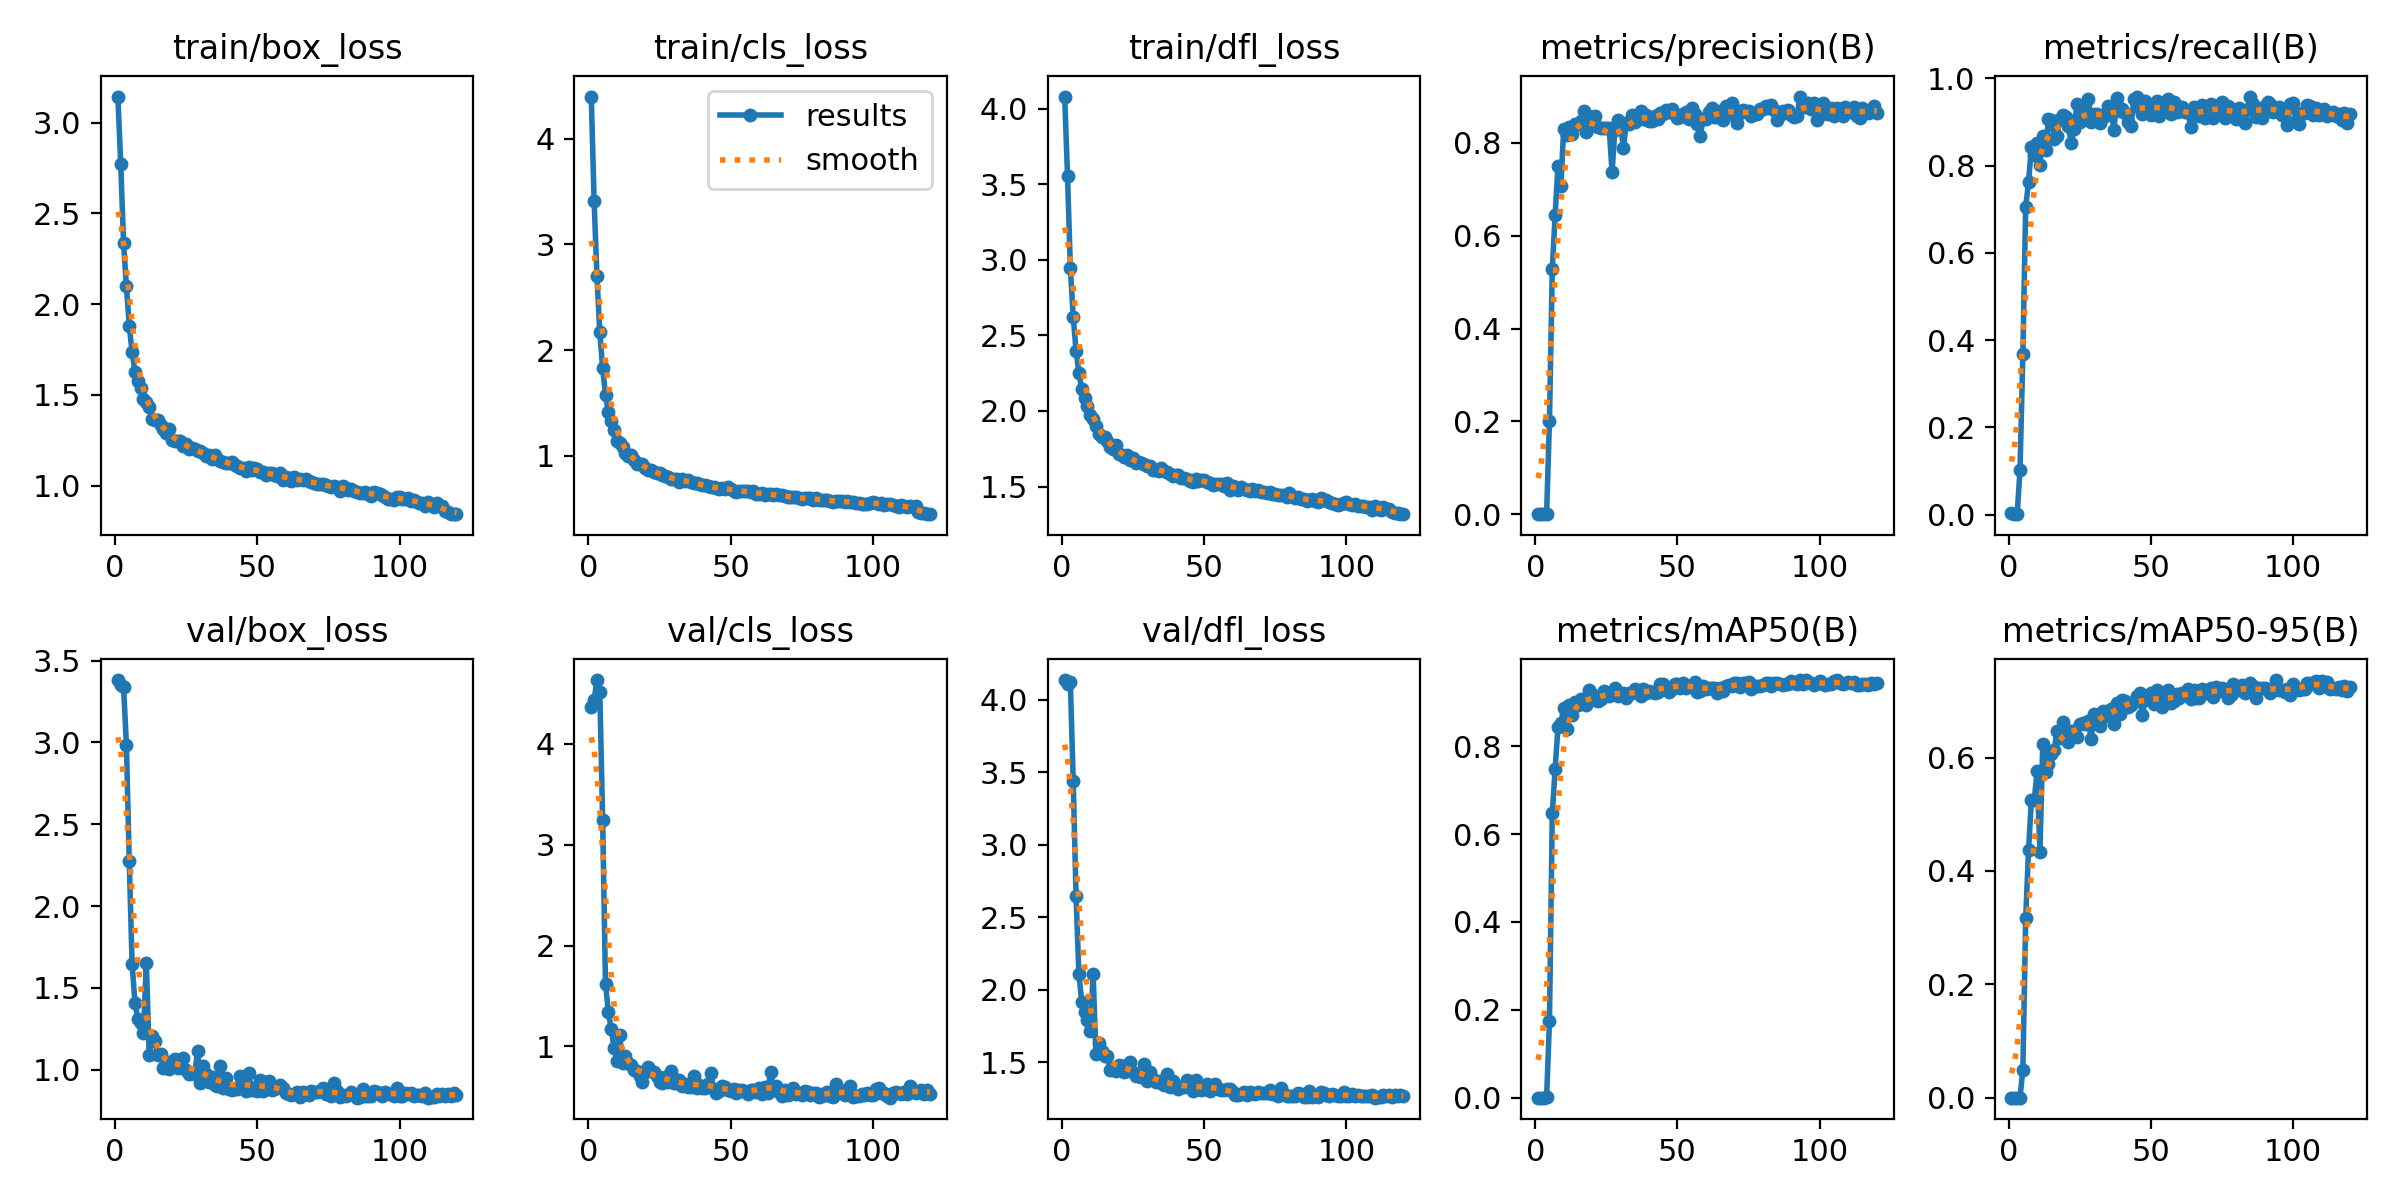 train/box_loss
3.0
2.5
2.0
1.5
1.0
0 50 100
train/cls_loss
results
smooth
4
3
2
1
0 50 100
train/dfl_loss
4.0
3.5
3.0
2.5
2.0
1.5
0 50 100
metrics/precision(B)
0.8
0.6
0.4
0.2
0.0
0 50 100
metrics/recall(B)
1.0
0.8
0.6
0.4
0.2
0.0
0 50 100
val/box_loss
3.5
3.0
2.5
2.0
1.5
1.0
0 50 100
val/cls_loss
4
3
2
1
0 50 100
val/dfl_loss
4.0
3.5
3.0
2.5
2.0
1.5
0 50 100
metrics/mAP50(B)
0.8
0.6
0.4
0.2
0.0
0 50 100
metrics/mAP50-95(B)
0.6
0.4
0.2
0.0
0 50 100